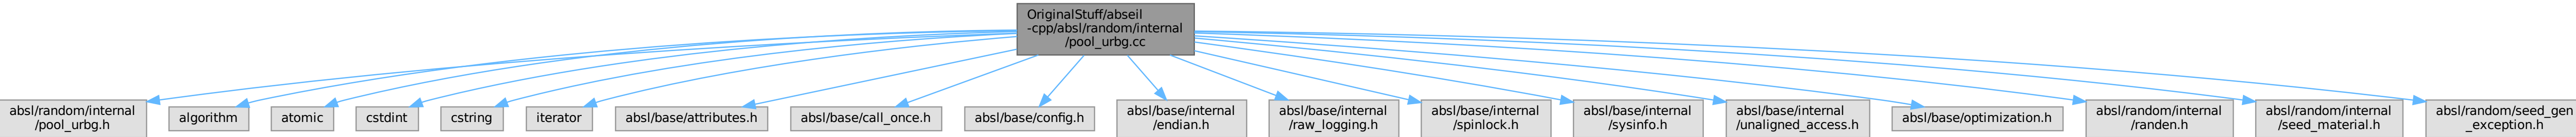 OriginalStuff/abseil
-cpp/absl/random/internal
/pool_urbg.cc
absl/random/internal
/pool_urbg.h
algorithm
atomic
cstdint
cstring
iterator
absl/base/attributes.h
absl/base/call_once.h
absl/base/config.h
absl/base/internal
/endian.h
absl/base/internal
/raw_logging.h
absl/base/internal
/spinlock.h
absl/base/internal
/sysinfo.h
absl/base/internal
/unaligned_access.h
absl/base/optimization.h
absl/random/internal
/randen.h
absl/random/internal
/seed_material.h
absl/random/seed_gen
_exception.h